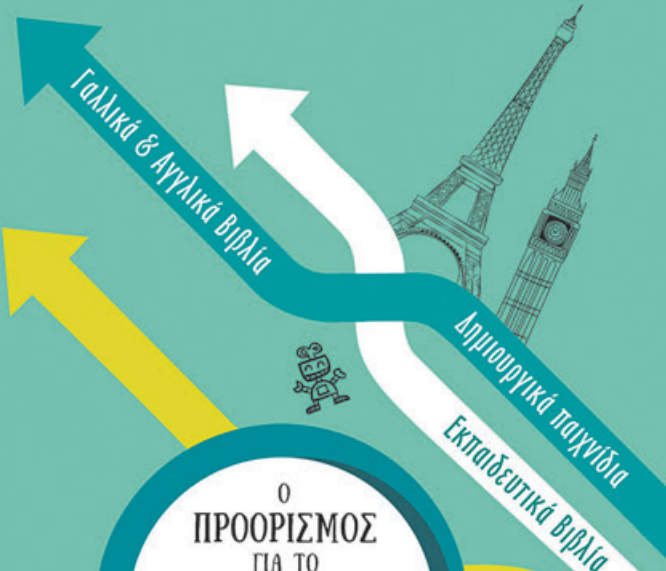 Γαλλικά & Αγγλικά Βιβλία
Δημιουργικά παιχνίδια
Εκπαιδευτικά Βιβλία
Ο
ΠΡΟΟΡΙΣΜΟΣ
ΓΙΑ ΤΟ